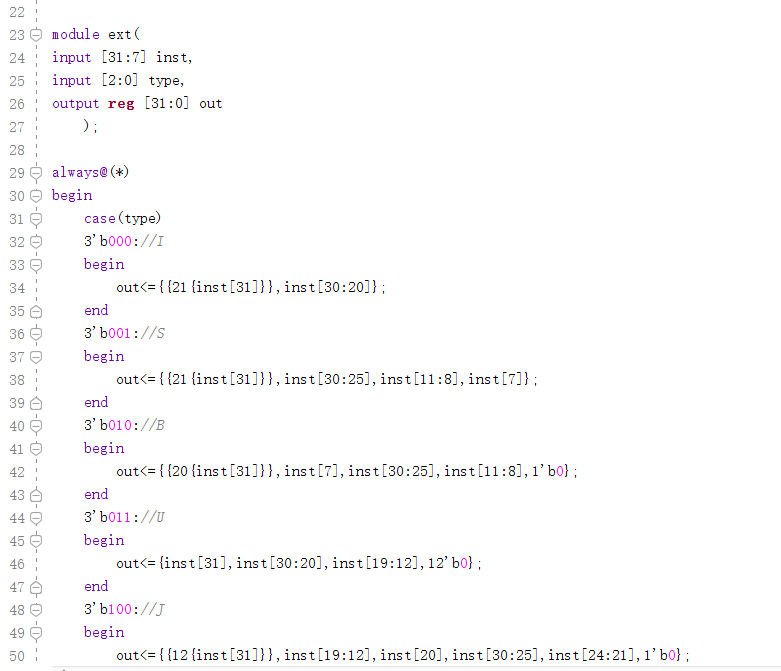 22
23 module ext(
24 input [31:7] inst,
25 input [2:0] type,
26 output reg [31:0] out
27     );
28
29 always@(*)
30 begin
31     case(type)
32     3'b000://I
33     begin
34         out<={{21{inst[31]}},inst[30:20]};
35     end
36     3'b001://S
37     begin
38         out<={{21{inst[31]}},inst[30:25],inst[11:8],inst[7]};
39     end
40     3'b010://B
41     begin
42         out<={{20{inst[31]}},inst[7],inst[30:25],inst[11:8],1'b0};
43     end
44     3'b011://U
45     begin
46         out<={inst[31],inst[30:20],inst[19:12],12'b0};
47     end
48     3'b100://J
49     begin
50         out<={{12{inst[31]}},inst[19:12],inst[20],inst[30:25],inst[24:21],1'b0};